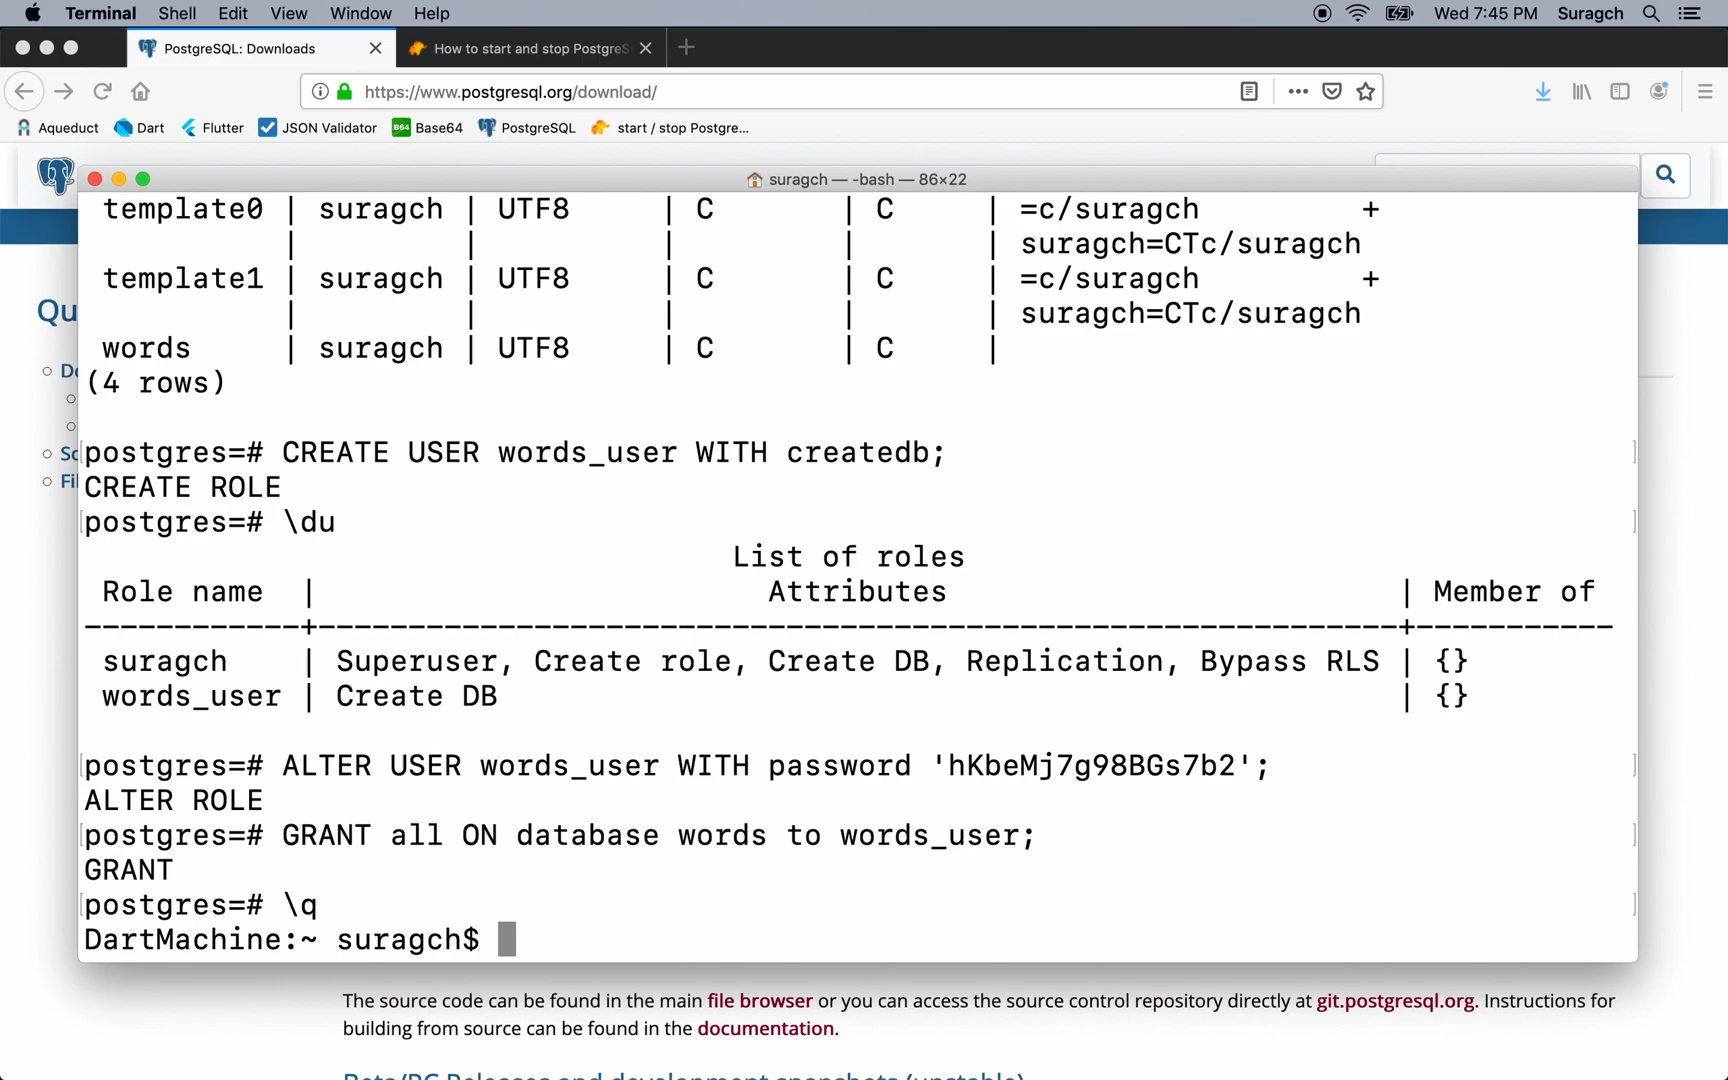 Terminal Shell Edit View Window Help Wed 7:45 PM Suragch
PostgreSQL: Downloads How to start and stop PostgreS
https://www.postgresql.org/download/
Aqueduct Dart Flutter JSON Validator B64 Base64 PostgreSQL start / stop Postgre...
suragch — -bash — 86×22
template0 | suragch | UTF8 | C | C | =c/suragch +
| | | | | suragch=CTc/suragch
template1 | suragch | UTF8 | C | C | =c/suragch +
| | | | | suragch=CTc/suragch
words | suragch | UTF8 | C | C |
(4 rows)
postgres=# CREATE USER words_user WITH createdb;
CREATE ROLE
postgres=# \du
List of roles
Role name | Attributes | Member of
------------+-------------------------------------------------------------+-----------
suragch | Superuser, Create role, Create DB, Replication, Bypass RLS | {}
words_user | Create DB | {}
postgres=# ALTER USER words_user WITH password 'hKbeMj7g98BGs7b2';
ALTER ROLE
postgres=# GRANT all ON database words to words_user;
GRANT
postgres=# \q
DartMachine:~ suragch$
The source code can be found in the main file browser or you can access the source control repository directly at git.postgresql.org. Instructions for
building from source can be found in the documentation.